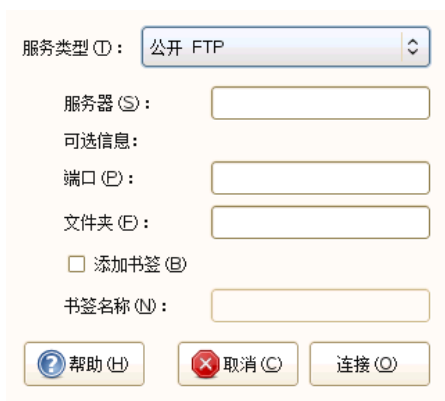 服务类型(T)： 公开 FTP
服务器(S)：
可选信息：
端口(P)：
文件夹(F)：
添加书签(B)
书签名称(N)：
帮助(H) 取消(C) 连接(O)